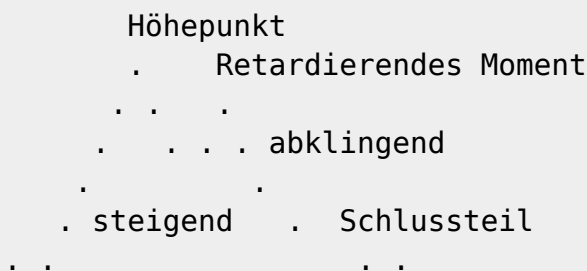 Höhepunkt
. Retardierendes Moment
. . .
. . . . abklingend
. .
. steigend . Schlussteil
. . . .